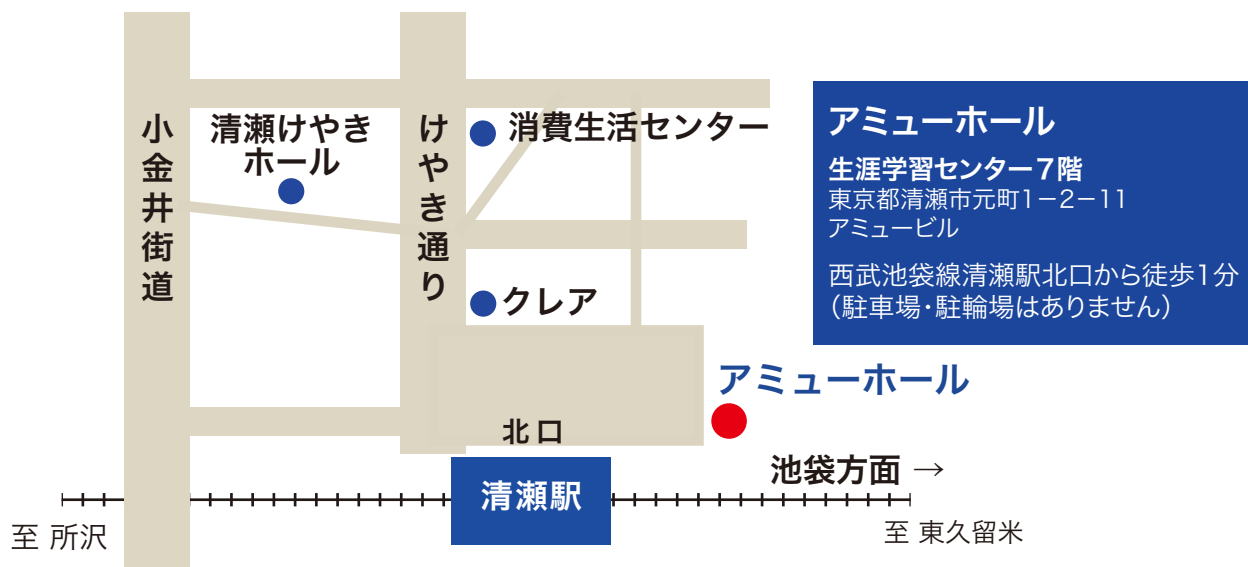 小金井街道
清瀬けやき
ホール
けやき通り
消費生活センター
クレア
アミューホール
生涯学習センター7階
東京都清瀬市元町1−2−11
アミュービル
西武池袋線清瀬駅北口から徒歩1分
（駐車場・駐輪場はありません）
アミューホール
北口
池袋方面 →
清瀬駅
至 所沢
至 東久留米